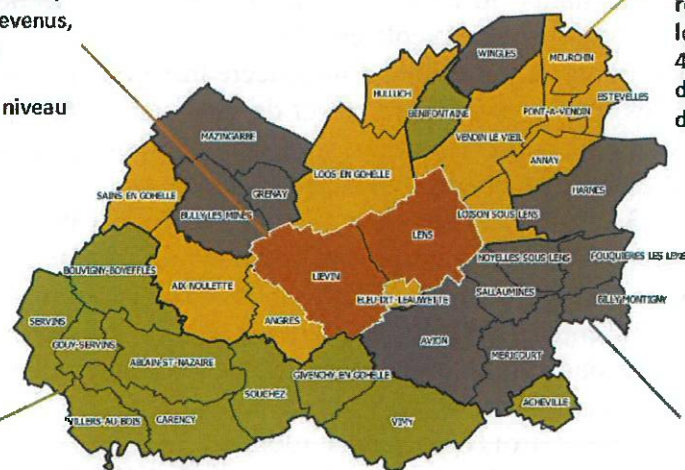 evenus,
niveau
le
4
d
d
WINGLES
MEURCHIN
HULLUCH
BENIFONTAINE
PONT-A-VENDIN
ESTEVELLES
VENDIN LE VIEIL
MAZINGARBE
ANNAY
LOOS EN GOHELLE
GRENAY
HARNES
SAINS EN GOHELLE
BULLY LES MINES
LOISON SOUS LENS
LENS
NOYELLES SOUS LENS
FOUQUIERES LES LENS
BOUVIGNY-BOYEFFLES
LIEVIN
AIX NOULETTE
SALLAUMINES
ELEU DIT LEAUWETTE
BILLY MONTIGNY
SERVINS
ANGRES
GOUY-SERVINS
AVION
MERICOURT
ABLAIN-ST-NAZAIRE
GIVENCHY-EN-GOHELLE
SOUCHEZ
ACHEVILLE
VILLERS-AU-BOIS
CARENCY
VIMY